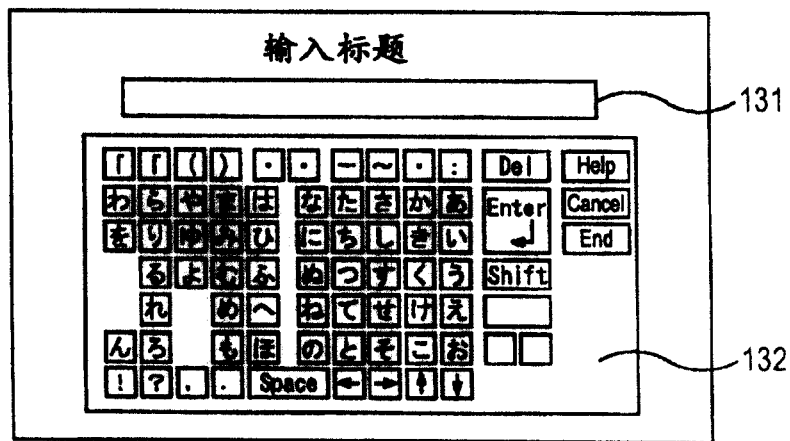 输入标题
131
「 「 ( ) · · ー ～ · : Del Help
わ ら や ま は な た さ か あ Enter Cancel
を り ゆ み ひ に ち し き い End
る よ む ふ ぬ つ す く う Shift
れ め へ ね て せ け え
ん ろ も ほ の と そ こ お
132
! ? . . Space ← → ↑ ↓